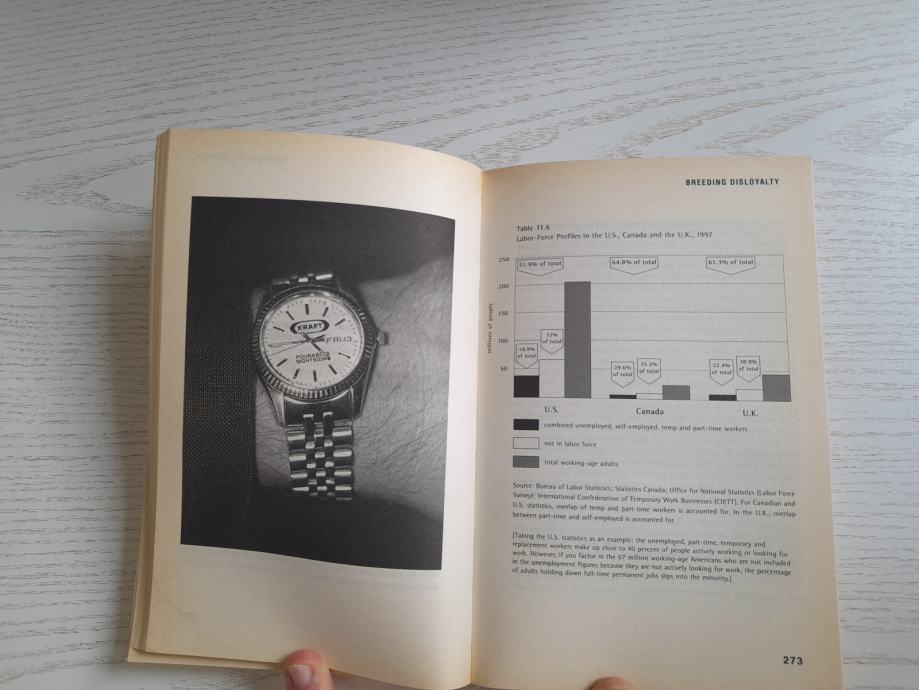 KRAFT
FRI 13
POURABLES
RIGHTSIZING
BREEDING DISLOYALTY
Table 11.6
Labor-Force Profiles in the U.S., Canada and the U.K., 1997
millions of people
250
200
150
100
50
51.9% of total
64.8% of total
61.3% of total
18.9% of total
33% of total
29.6% of total
35.2% of total
22.4% of total
38.9% of total
U.S.
Canada
U.K.
combined unemployed, self-employed, temp and part-time workers
not in labor force
total working-age adults
Source: Bureau of Labor Statistics; Statistics Canada; Office for National Statistics (Labor Force
Survey); International Confederation of Temporary Work Businesses (CIETT). For Canadian and
U.S. statistics, overlap of temp and part-time workers is accounted for. In the U.K., overlap
between part-time and self-employed is accounted for.
[Taking the U.S. statistics as an example: the unemployed, part-time, temporary and
replacement workers make up close to 40 percent of people actively working or looking for
work. However, if you factor in the 67 million working-age Americans who are not included
in the unemployment figures because they are not actively looking for work, the percentage
of adults holding down full-time permanent jobs slips into the minority.]
273